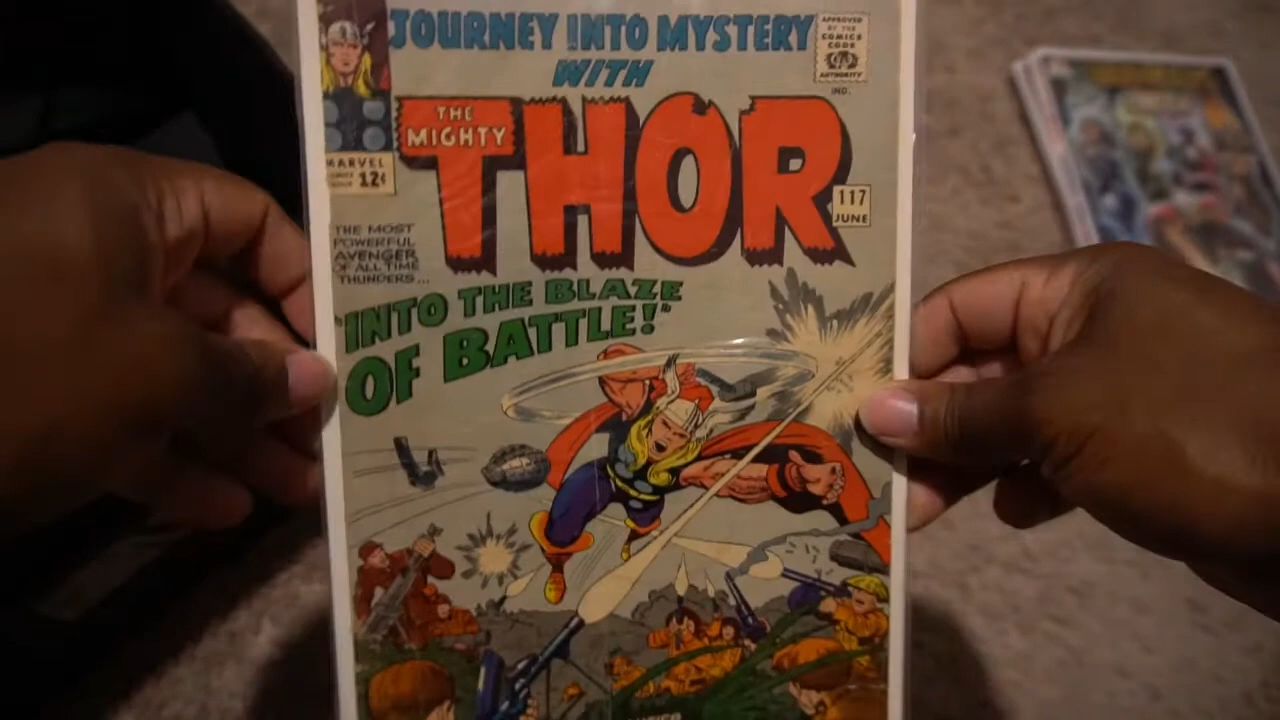 JOURNEY INTO MYSTERY
WITH
THE
MIGHTY
THOR
APPROVED
BY THE
COMICS
CODE
AUTHORITY
IND.
MARVEL
COMICS
GROUP
12¢
117
JUNE
THE MOST
POWERFUL
AVENGER
OF ALL TIME
THUNDERS...
"INTO THE BLAZE
OF BATTLE!"